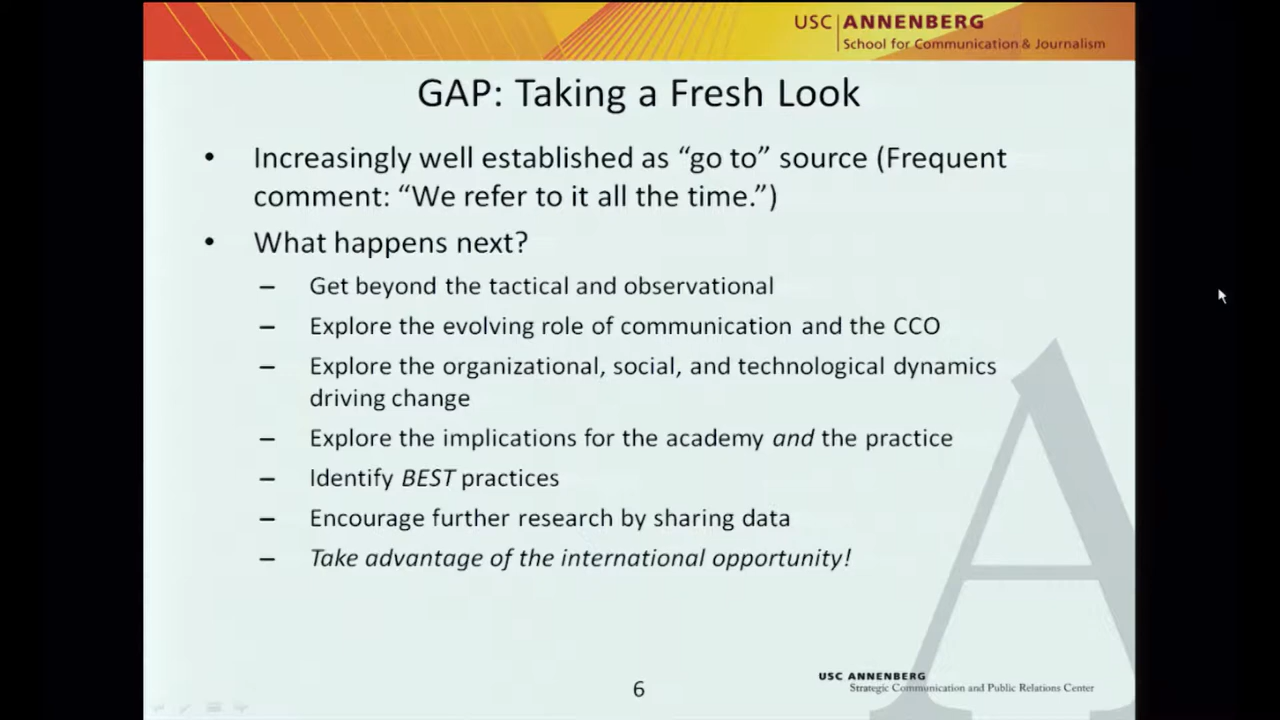 USC ANNENBERG
School for Communication & Journalism
GAP: Taking a Fresh Look
• Increasingly well established as “go to” source (Frequent
comment: “We refer to it all the time.”)
• What happens next?
– Get beyond the tactical and observational
– Explore the evolving role of communication and the CCO
– Explore the organizational, social, and technological dynamics
driving change
– Explore the implications for the academy and the practice
– Identify BEST practices
– Encourage further research by sharing data
– Take advantage of the international opportunity!
A
USC ANNENBERG
Strategic Communication and Public Relations Center
6